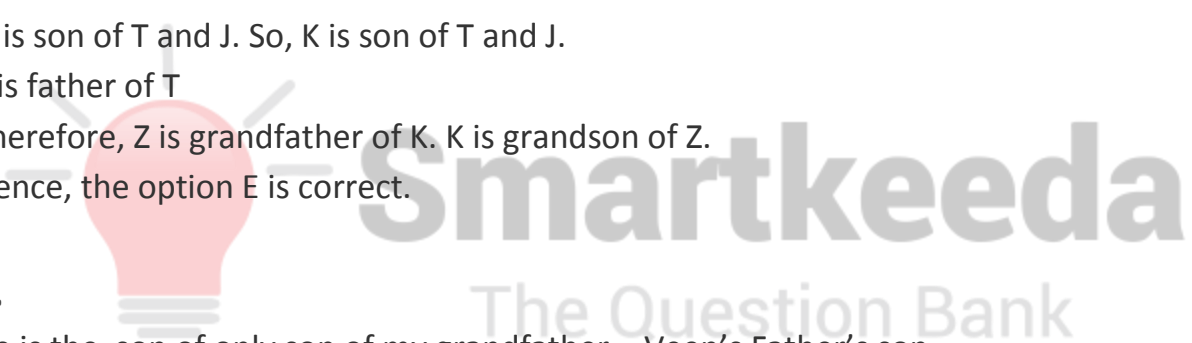 is son of T and J. So, K is son of T and J.
is father of T
herefore, Z is grandfather of K. K is grandson of Z.
ence, the option E is correct.
Smartkeeda
The Question Bank
is the son of only son of my grandfather
Father's son